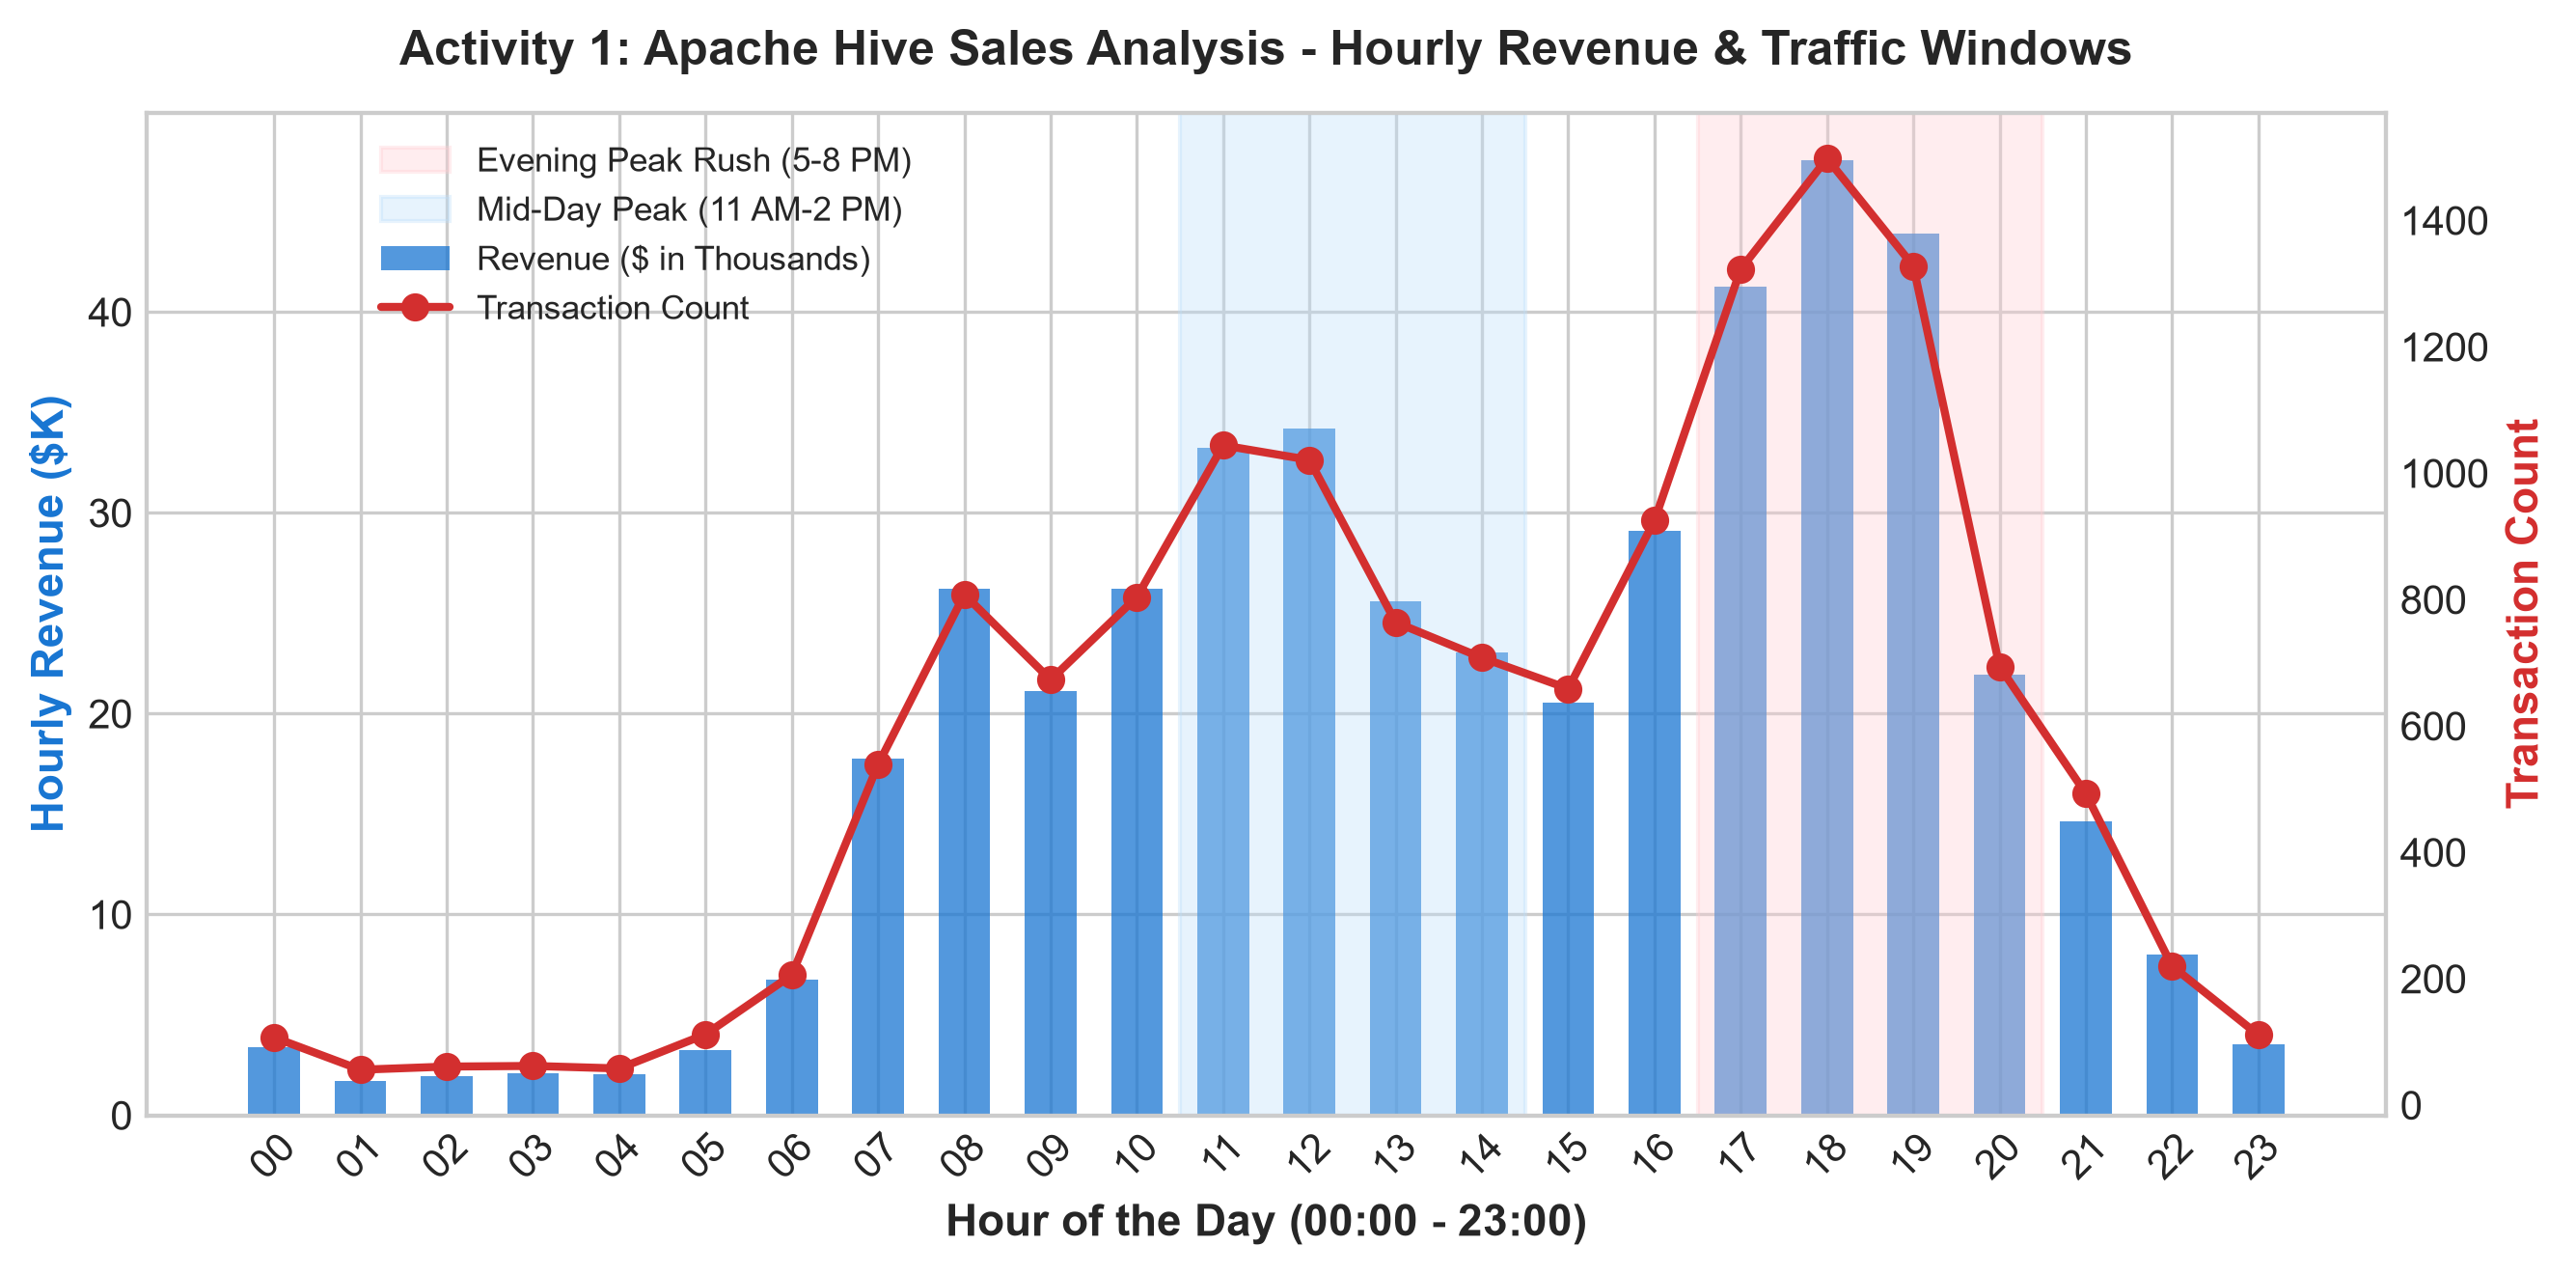 Activity 1: Apache Hive Sales Analysis - Hourly Revenue & Traffic Windows
Evening Peak Rush (5-8 PM)
Mid-Day Peak (11 AM-2 PM)
Revenue ($ in Thousands)
Transaction Count
Hourly Revenue ($K)
40
30
20
10
0
1400
1200
1000
800
600
400
200
0
Transaction Count
00 01 02 03 04 05 06 07 08 09 10 11 12 13 14 15 16 17 18 19 20 21 22 23
Hour of the Day (00:00 - 23:00)